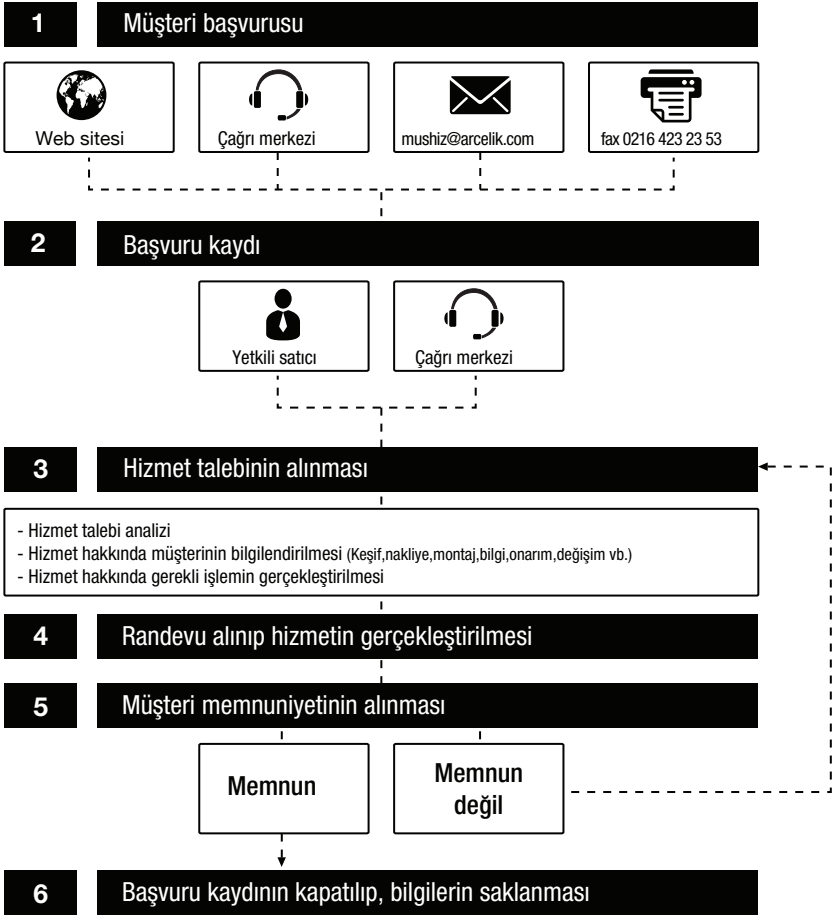 1 Müşteri başvurusu
Web sitesi
Çağrı merkezi
mushiz@arcelik.com
fax 0216 423 23 53
2 Başvuru kaydı
Yetkili satıcı
Çağrı merkezi
3 Hizmet talebinin alınması
- Hizmet talebi analizi
- Hizmet hakkında müşterinin bilgilendirilmesi (Keşif,nakliye,montaj,bilgi,onarım,değişim vb.)
- Hizmet hakkında gerekli işlemin gerçekleştirilmesi
4 Randevu alınıp hizmetin gerçekleştirilmesi
5 Müşteri memnuniyetinin alınması
Memnun
Memnun
değil
6 Başvuru kaydının kapatılıp, bilgilerin saklanması